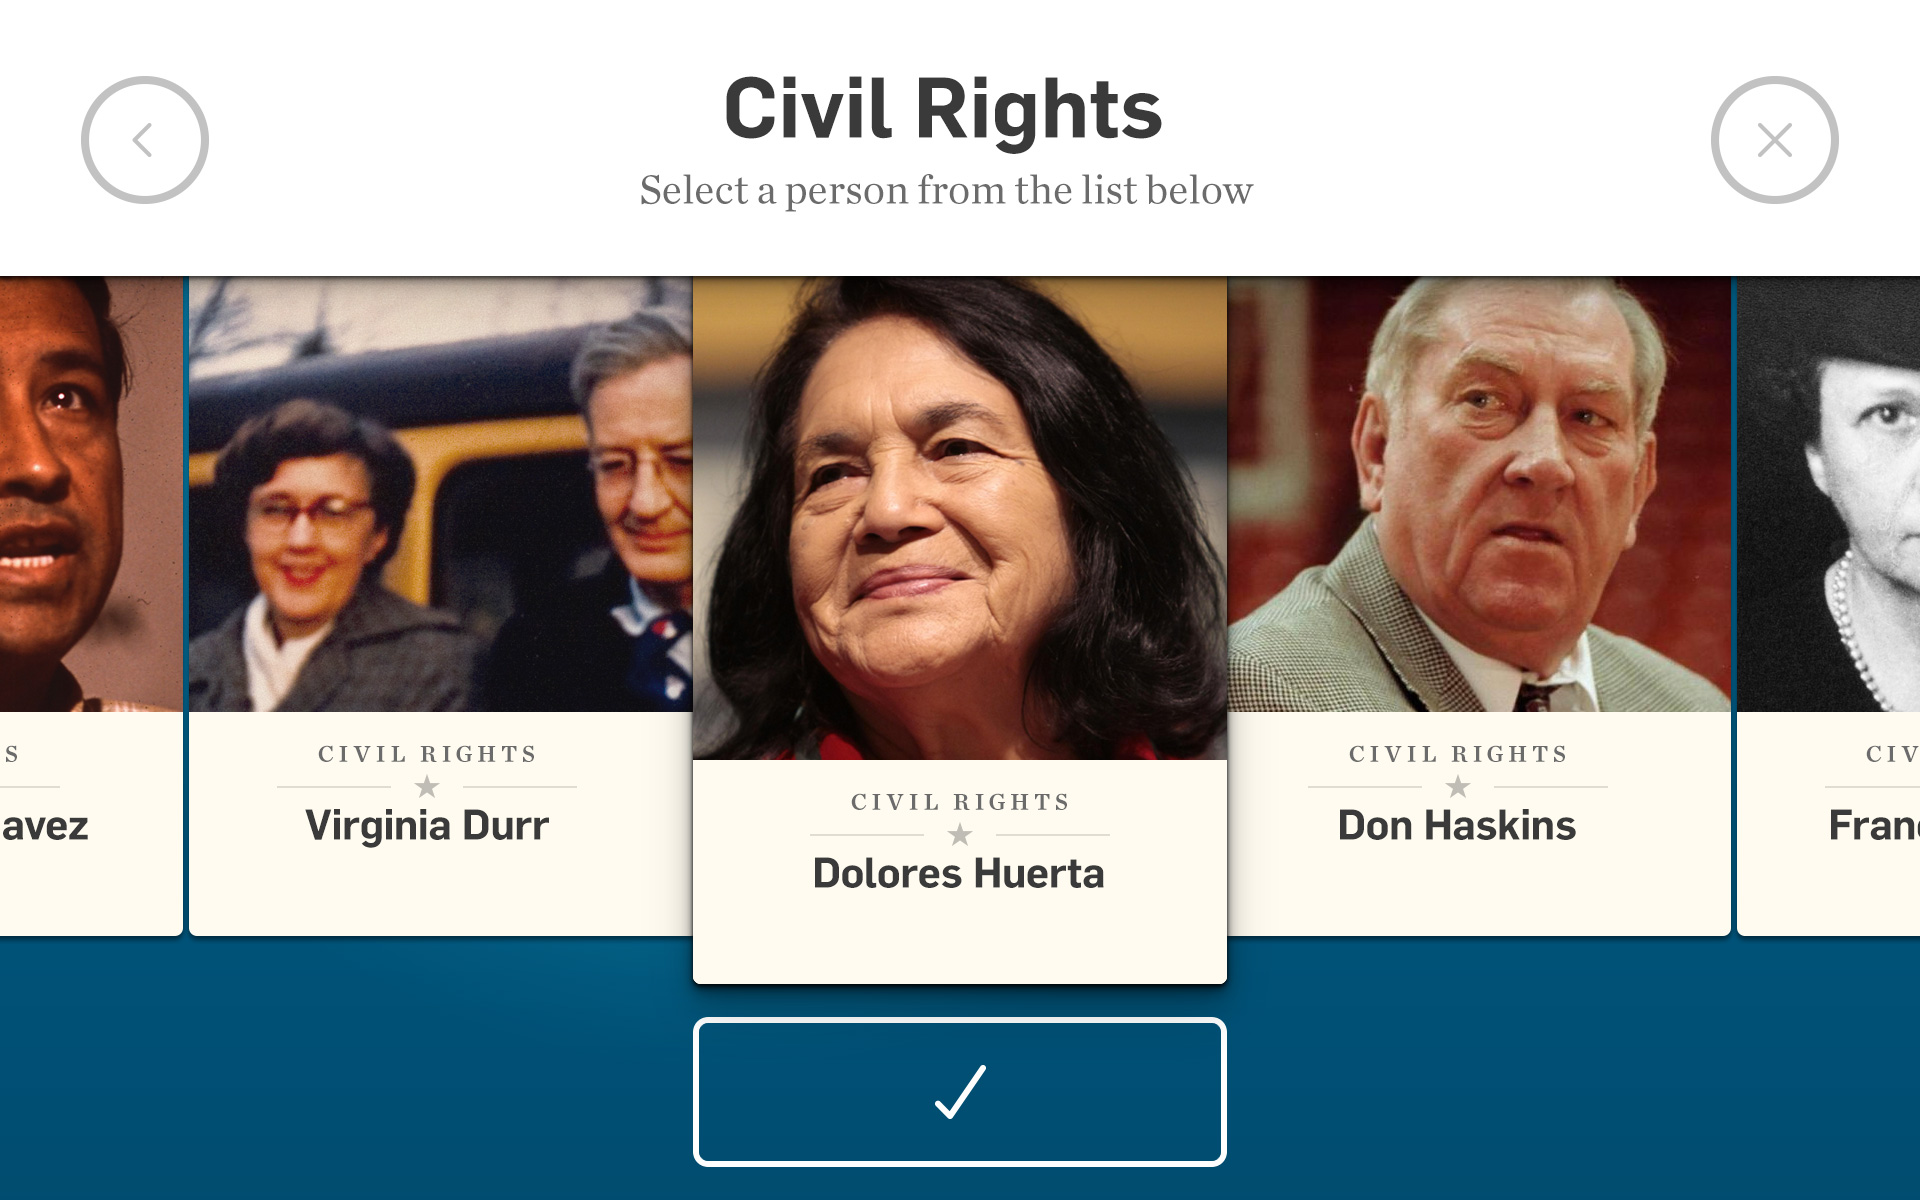 Civil Rights
Select a person from the list below
S
avez
CIVIL RIGHTS
Virginia Durr
CIVIL RIGHTS
Dolores Huerta
CIVIL RIGHTS
Don Haskins
CIV
Fran